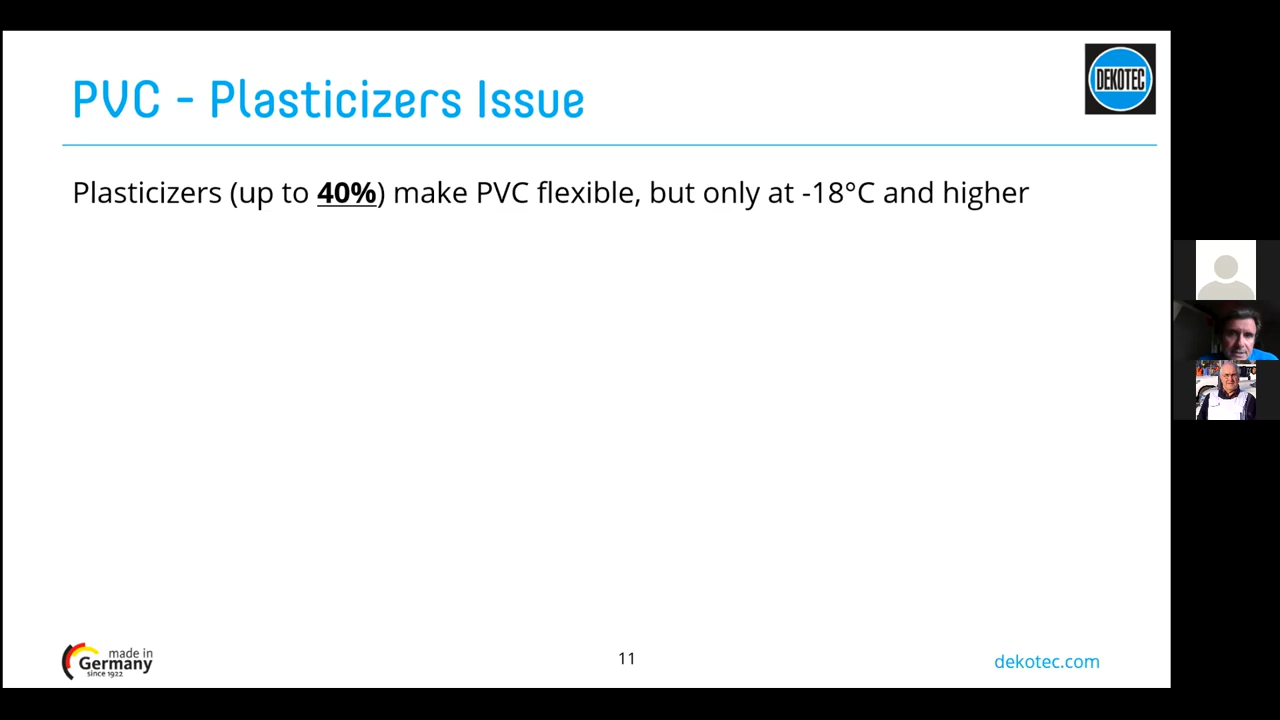 PVC - Plasticizers Issue
DEKOTEC
Plasticizers (up to 40%) make PVC flexible, but only at -18°C and higher
made in
Germany
since 1922
11
dekotec.com